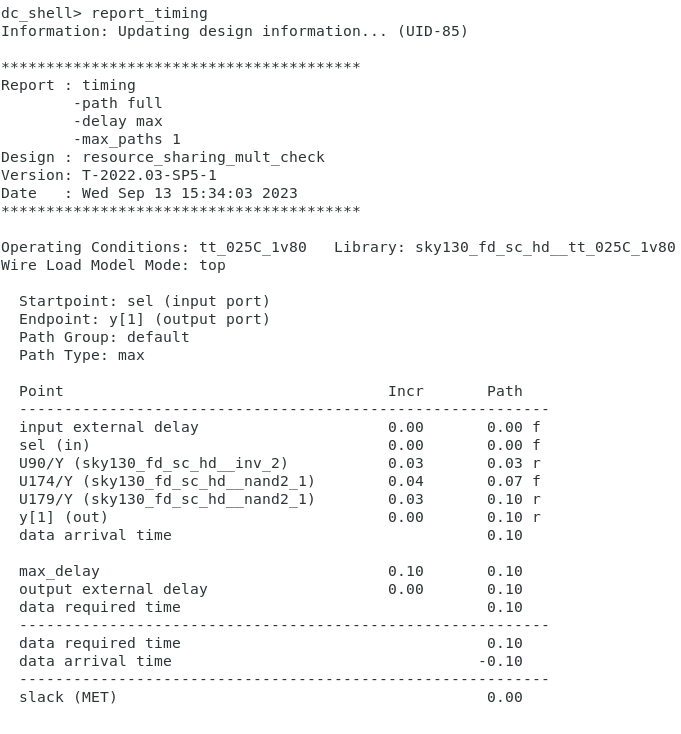 dc_shell> report_timing
Information: Updating design information... (UID-85)

****************************************
Report : timing
        -path full
        -delay max
        -max_paths 1
Design : resource_sharing_mult_check
Version: T-2022.03-SP5-1
Date   : Wed Sep 13 15:34:03 2023
****************************************

Operating Conditions: tt_025C_1v80   Library: sky130_fd_sc_hd__tt_025C_1v80
Wire Load Model Mode: top

  Startpoint: sel (input port)
  Endpoint: y[1] (output port)
  Path Group: default
  Path Type: max

  Point                                    Incr       Path
  -----------------------------------------------------------
  input external delay                     0.00       0.00 f
  sel (in)                                 0.00       0.00 f
  U90/Y (sky130_fd_sc_hd__inv_2)           0.03       0.03 r
  U174/Y (sky130_fd_sc_hd__nand2_1)        0.04       0.07 f
  U179/Y (sky130_fd_sc_hd__nand2_1)        0.03       0.10 r
  y[1] (out)                               0.00       0.10 r
  data arrival time                                   0.10

  max_delay                                0.10       0.10
  output external delay                    0.00       0.10
  data required time                                  0.10
  -----------------------------------------------------------
  data required time                                  0.10
  data arrival time                                  -0.10
  -----------------------------------------------------------
  slack (MET)                                         0.00